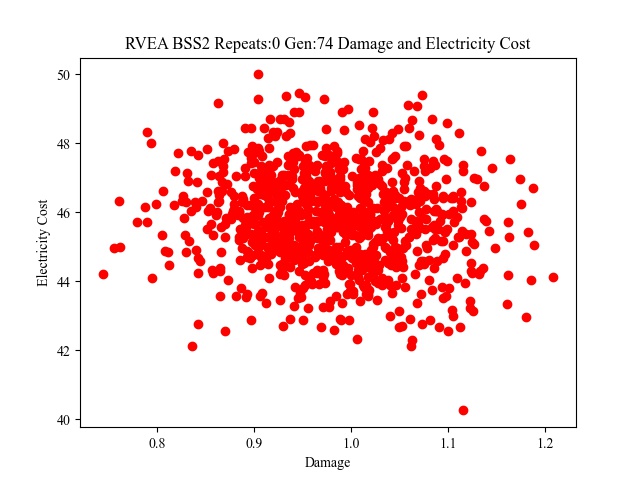 RVEA BSS2 Repeats:0 Gen:74 Damage and Electricity Cost
50
48
46
44
42
40
Electricity Cost
0.8 0.9 1.0 1.1 1.2
Damage